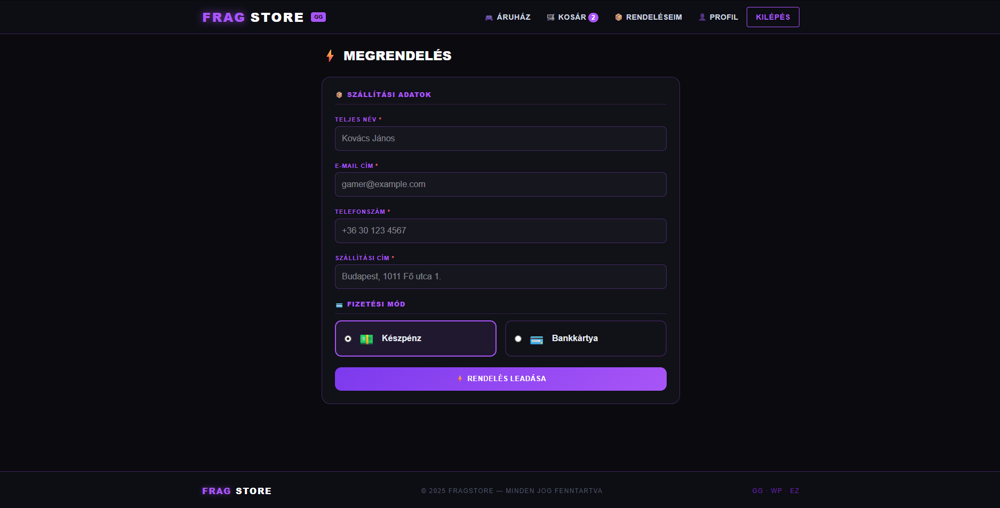 FRAG STORE GG
ÁRUHÁZ KOSÁR 2 RENDELÉSEIM PROFIL KILÉPÉS
MEGRENDELÉS
SZÁLLÍTÁSI ADATOK
TELJES NÉV *
Kovács János
E-MAIL CÍM *
gamer@example.com
TELEFONSZÁM *
+36 30 123 4567
SZÁLLÍTÁSI CÍM *
Budapest, 1011 Fő utca 1.
FIZETÉSI MÓD
Készpénz Bankkártya
RENDELÉS LEADÁSA
FRAG STORE © 2025 FRAGSTORE — MINDEN JOG FENNTARTVA GG · WP · EZ